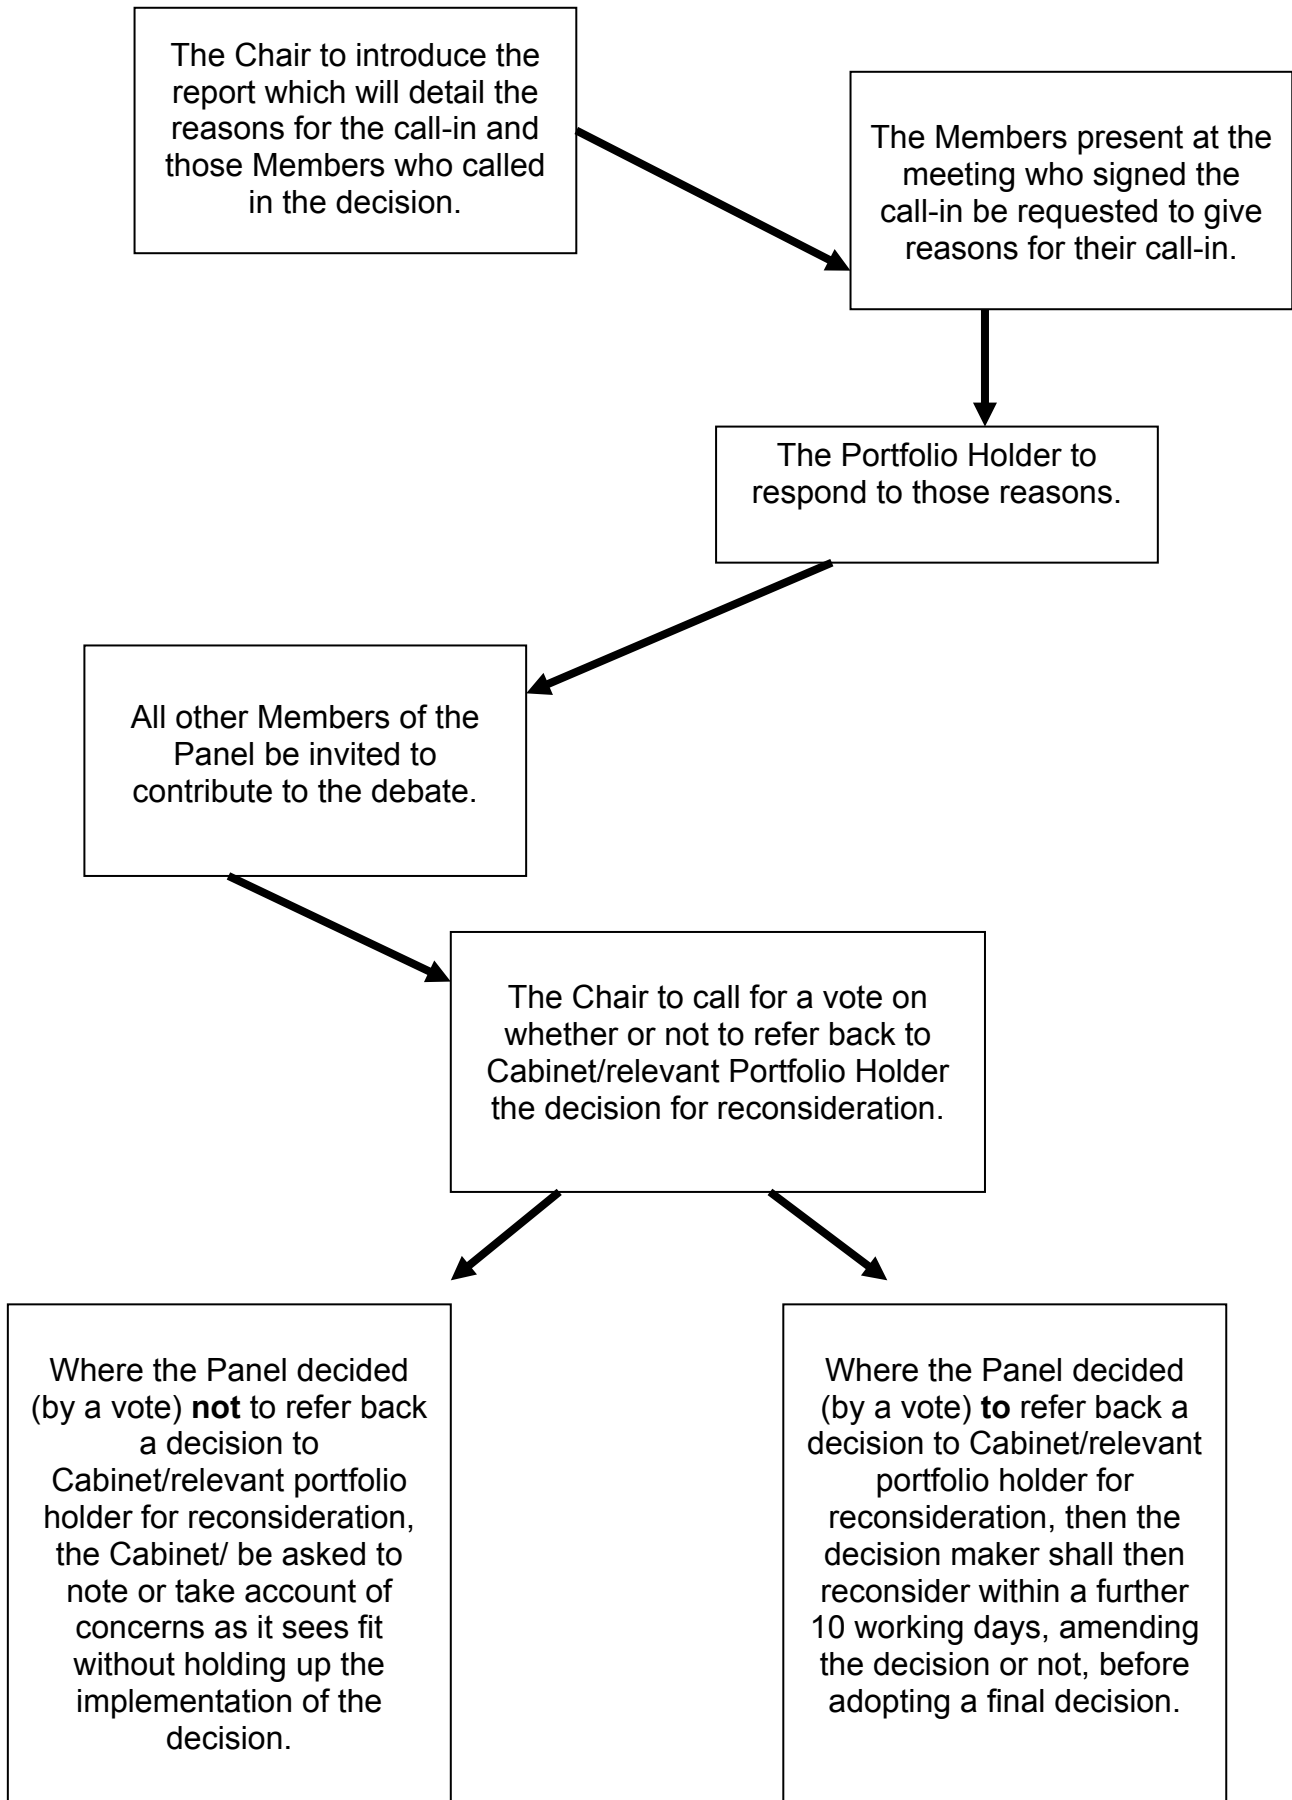 The Chair to introduce the
report which will detail the
reasons for the call-in and
those Members who called
in the decision.
The Members present at the
meeting who signed the
call-in be requested to give
reasons for their call-in.
The Portfolio Holder to
respond to those reasons.
All other Members of the
Panel be invited to
contribute to the debate.
The Chair to call for a vote on
whether or not to refer back to
Cabinet/relevant Portfolio Holder
the decision for reconsideration.
Where the Panel decided
(by a vote) not to refer back
a decision to
Cabinet/relevant portfolio
holder for reconsideration,
the Cabinet/ be asked to
note or take account of
concerns as it sees fit
without holding up the
implementation of the
decision.
Where the Panel decided
(by a vote) to refer back a
decision to Cabinet/relevant
portfolio holder for
reconsideration, then the
decision maker shall then
reconsider within a further
10 working days, amending
the decision or not, before
adopting a final decision.